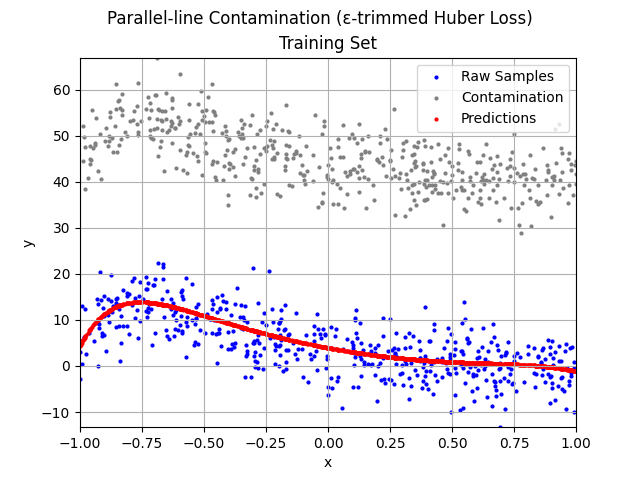 Parallel-line Contamination (ε-trimmed Huber Loss)
Training Set
Raw Samples
Contamination
Predictions
60
50
40
30
20
10
0
−10
y
−1.00 −0.75 −0.50 −0.25 0.00 0.25 0.50 0.75 1.00
x